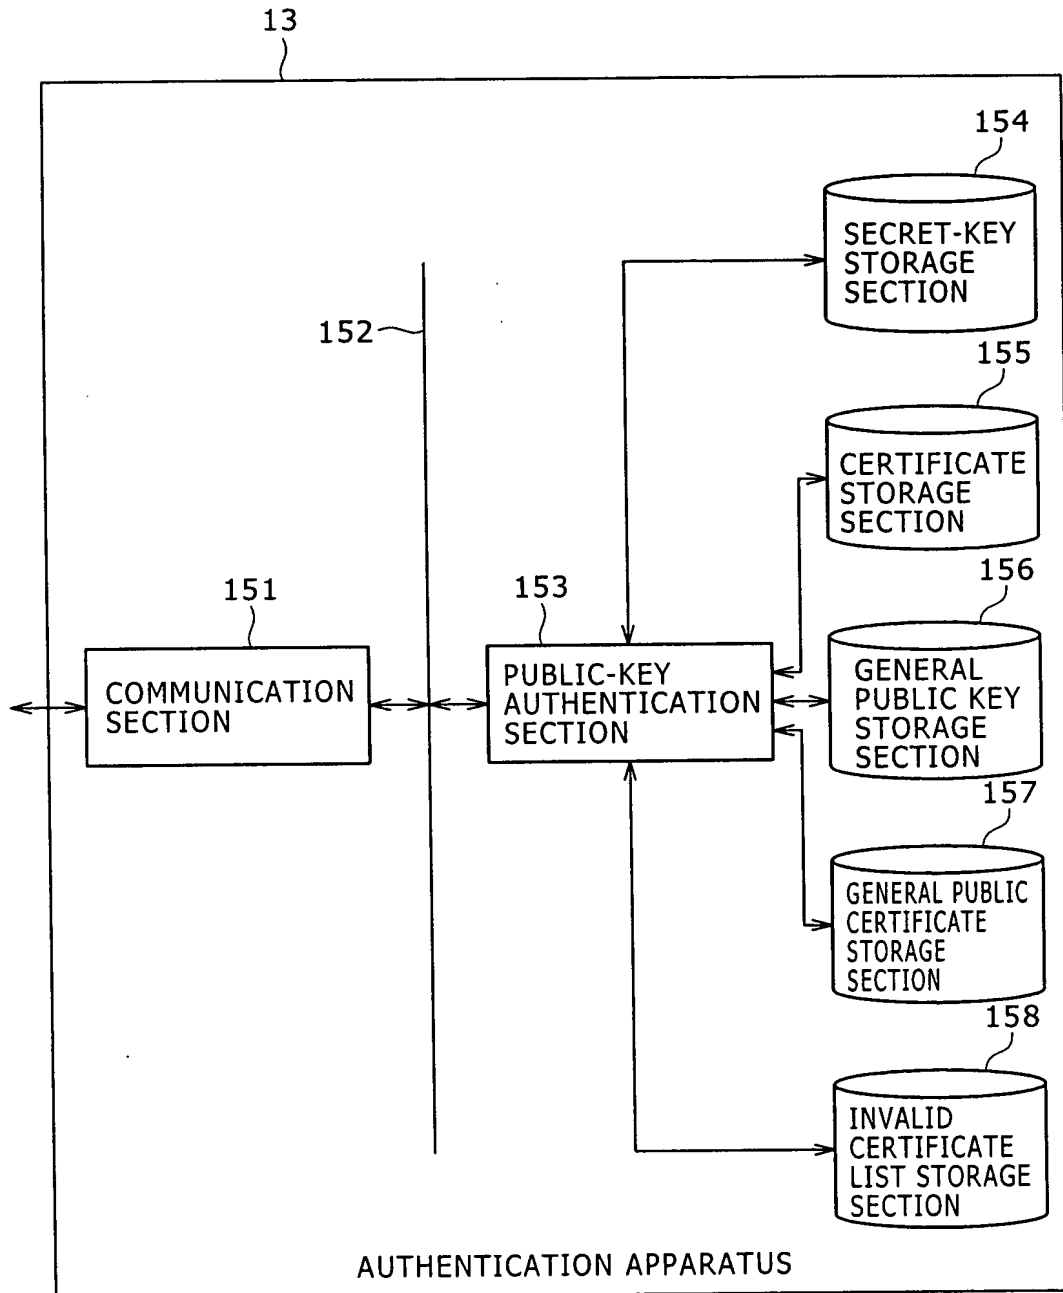 13
154
SECRET-KEY
STORAGE
SECTION
152
155
CERTIFICATE
STORAGE
SECTION
151
153
156
COMMUNICATION
SECTION
PUBLIC-KEY
AUTHENTICATION
SECTION
GENERAL
PUBLIC KEY
STORAGE
SECTION
157
GENERAL PUBLIC
CERTIFICATE
STORAGE
SECTION
158
INVALID
CERTIFICATE
LIST STORAGE
SECTION
AUTHENTICATION APPARATUS